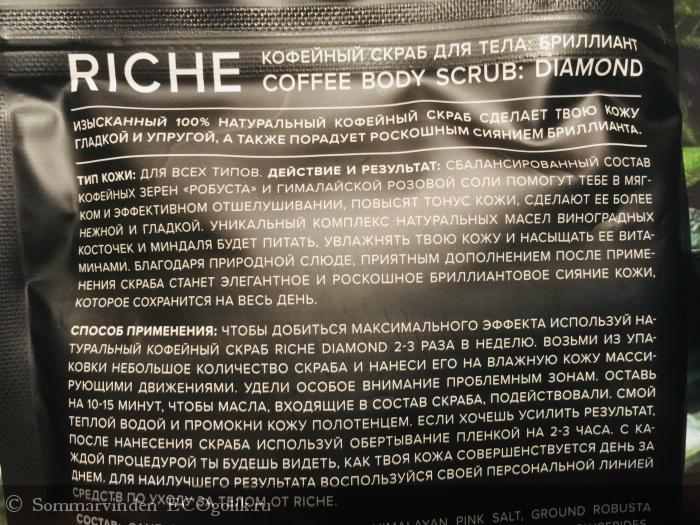 RICHE КОФЕЙНЫЙ СКРАБ ДЛЯ ТЕЛА: БРИЛЛИАНТ
COFFEE BODY SCRUB: DIAMOND
ИЗЫСКАННЫЙ 100% НАТУРАЛЬНЫЙ КОФЕЙНЫЙ СКРАБ СДЕЛАЕТ ТВОЮ КОЖУ
ГЛАДКОЙ И УПРУГОЙ, А ТАКЖЕ ПОРАДУЕТ РОСКОШНЫМ СИЯНИЕМ БРИЛЛИАНТА.
ТИП КОЖИ: ДЛЯ ВСЕХ ТИПОВ. ДЕЙСТВИЕ И РЕЗУЛЬТАТ: СБАЛАНСИРОВАННЫЙ СОСТАВ
КОФЕЙНЫХ ЗЕРЕН «РОБУСТА» И ГИМАЛАЙСКОЙ РОЗОВОЙ СОЛИ ПОМОГУТ ТЕБЕ В МЯГ-
КОМ И ЭФФЕКТИВНОМ ОТШЕЛУШИВАНИИ, ПОВЫСЯТ ТОНУС КОЖИ, СДЕЛАЮТ ЕЕ БОЛЕЕ
НЕЖНОЙ И ГЛАДКОЙ. УНИКАЛЬНЫЙ КОМПЛЕКС НАТУРАЛЬНЫХ МАСЕЛ ВИНОГРАДНЫХ
КОСТОЧЕК И МИНДАЛЯ БУДЕТ ПИТАТЬ, УВЛАЖНЯТЬ ТВОЮ КОЖУ И НАСЫЩАТЬ ЕЕ ВИТА-
МИНАМИ. БЛАГОДАРЯ ПРИРОДНОЙ СЛЮДЕ, ПРИЯТНЫМ ДОПОЛНЕНИЕМ ПОСЛЕ ПРИМЕ-
НЕНИЯ СКРАБА СТАНЕТ ЭЛЕГАНТНОЕ И РОСКОШНОЕ БРИЛЛИАНТОВОЕ СИЯНИЕ КОЖИ,
КОТОРОЕ СОХРАНИТСЯ НА ВЕСЬ ДЕНЬ.
СПОСОБ ПРИМЕНЕНИЯ: ЧТОБЫ ДОБИТЬСЯ МАКСИМАЛЬНОГО ЭФФЕКТА ИСПОЛЬЗУЙ НА-
ТУРАЛЬНЫЙ КОФЕЙНЫЙ СКРАБ RICHE DIAMOND 2-3 РАЗА В НЕДЕЛЮ. ВОЗЬМИ ИЗ УПА-
КОВКИ НЕБОЛЬШОЕ КОЛИЧЕСТВО СКРАБА И НАНЕСИ ЕГО НА ВЛАЖНУЮ КОЖУ МАССИ-
РУЮЩИМИ ДВИЖЕНИЯМИ. УДЕЛИ ОСОБОЕ ВНИМАНИЕ ПРОБЛЕМНЫМ ЗОНАМ. ОСТАВЬ
НА 10-15 МИНУТ, ЧТОБЫ МАСЛА, ВХОДЯЩИЕ В СОСТАВ СКРАБА, ПОДЕЙСТВОВАЛИ. СМОЙ
ТЕПЛОЙ ВОДОЙ И ПРОМОКНИ КОЖУ ПОЛОТЕНЦЕМ. ЕСЛИ ХОЧЕШЬ УСИЛИТЬ РЕЗУЛЬТАТ,
ПОСЛЕ НАНЕСЕНИЯ СКРАБА ИСПОЛЬЗУЙ ОБЕРТЫВАНИЕ ПЛЕНКОЙ НА 2-3 ЧАСА. С КА-
ЖДОЙ ПРОЦЕДУРОЙ ТЫ БУДЕШЬ ВИДЕТЬ, КАК ТВОЯ КОЖА СОВЕРШЕНСТВУЕТСЯ ДЕНЬ ЗА
ДНЕМ. ДЛЯ НАИЛУЧШЕГО РЕЗУЛЬТАТА ВОСПОЛЬЗУЙСЯ СВОЕЙ ПЕРСОНАЛЬНОЙ ЛИНИЕЙ
СРЕДСТВ ПО УХОДУ ЗА ТЕЛОМ ОТ RICHE.
HIMALAYAN PINK SALT, GROUND ROBUSTA
© Sommarvinden ECOgolik.ru